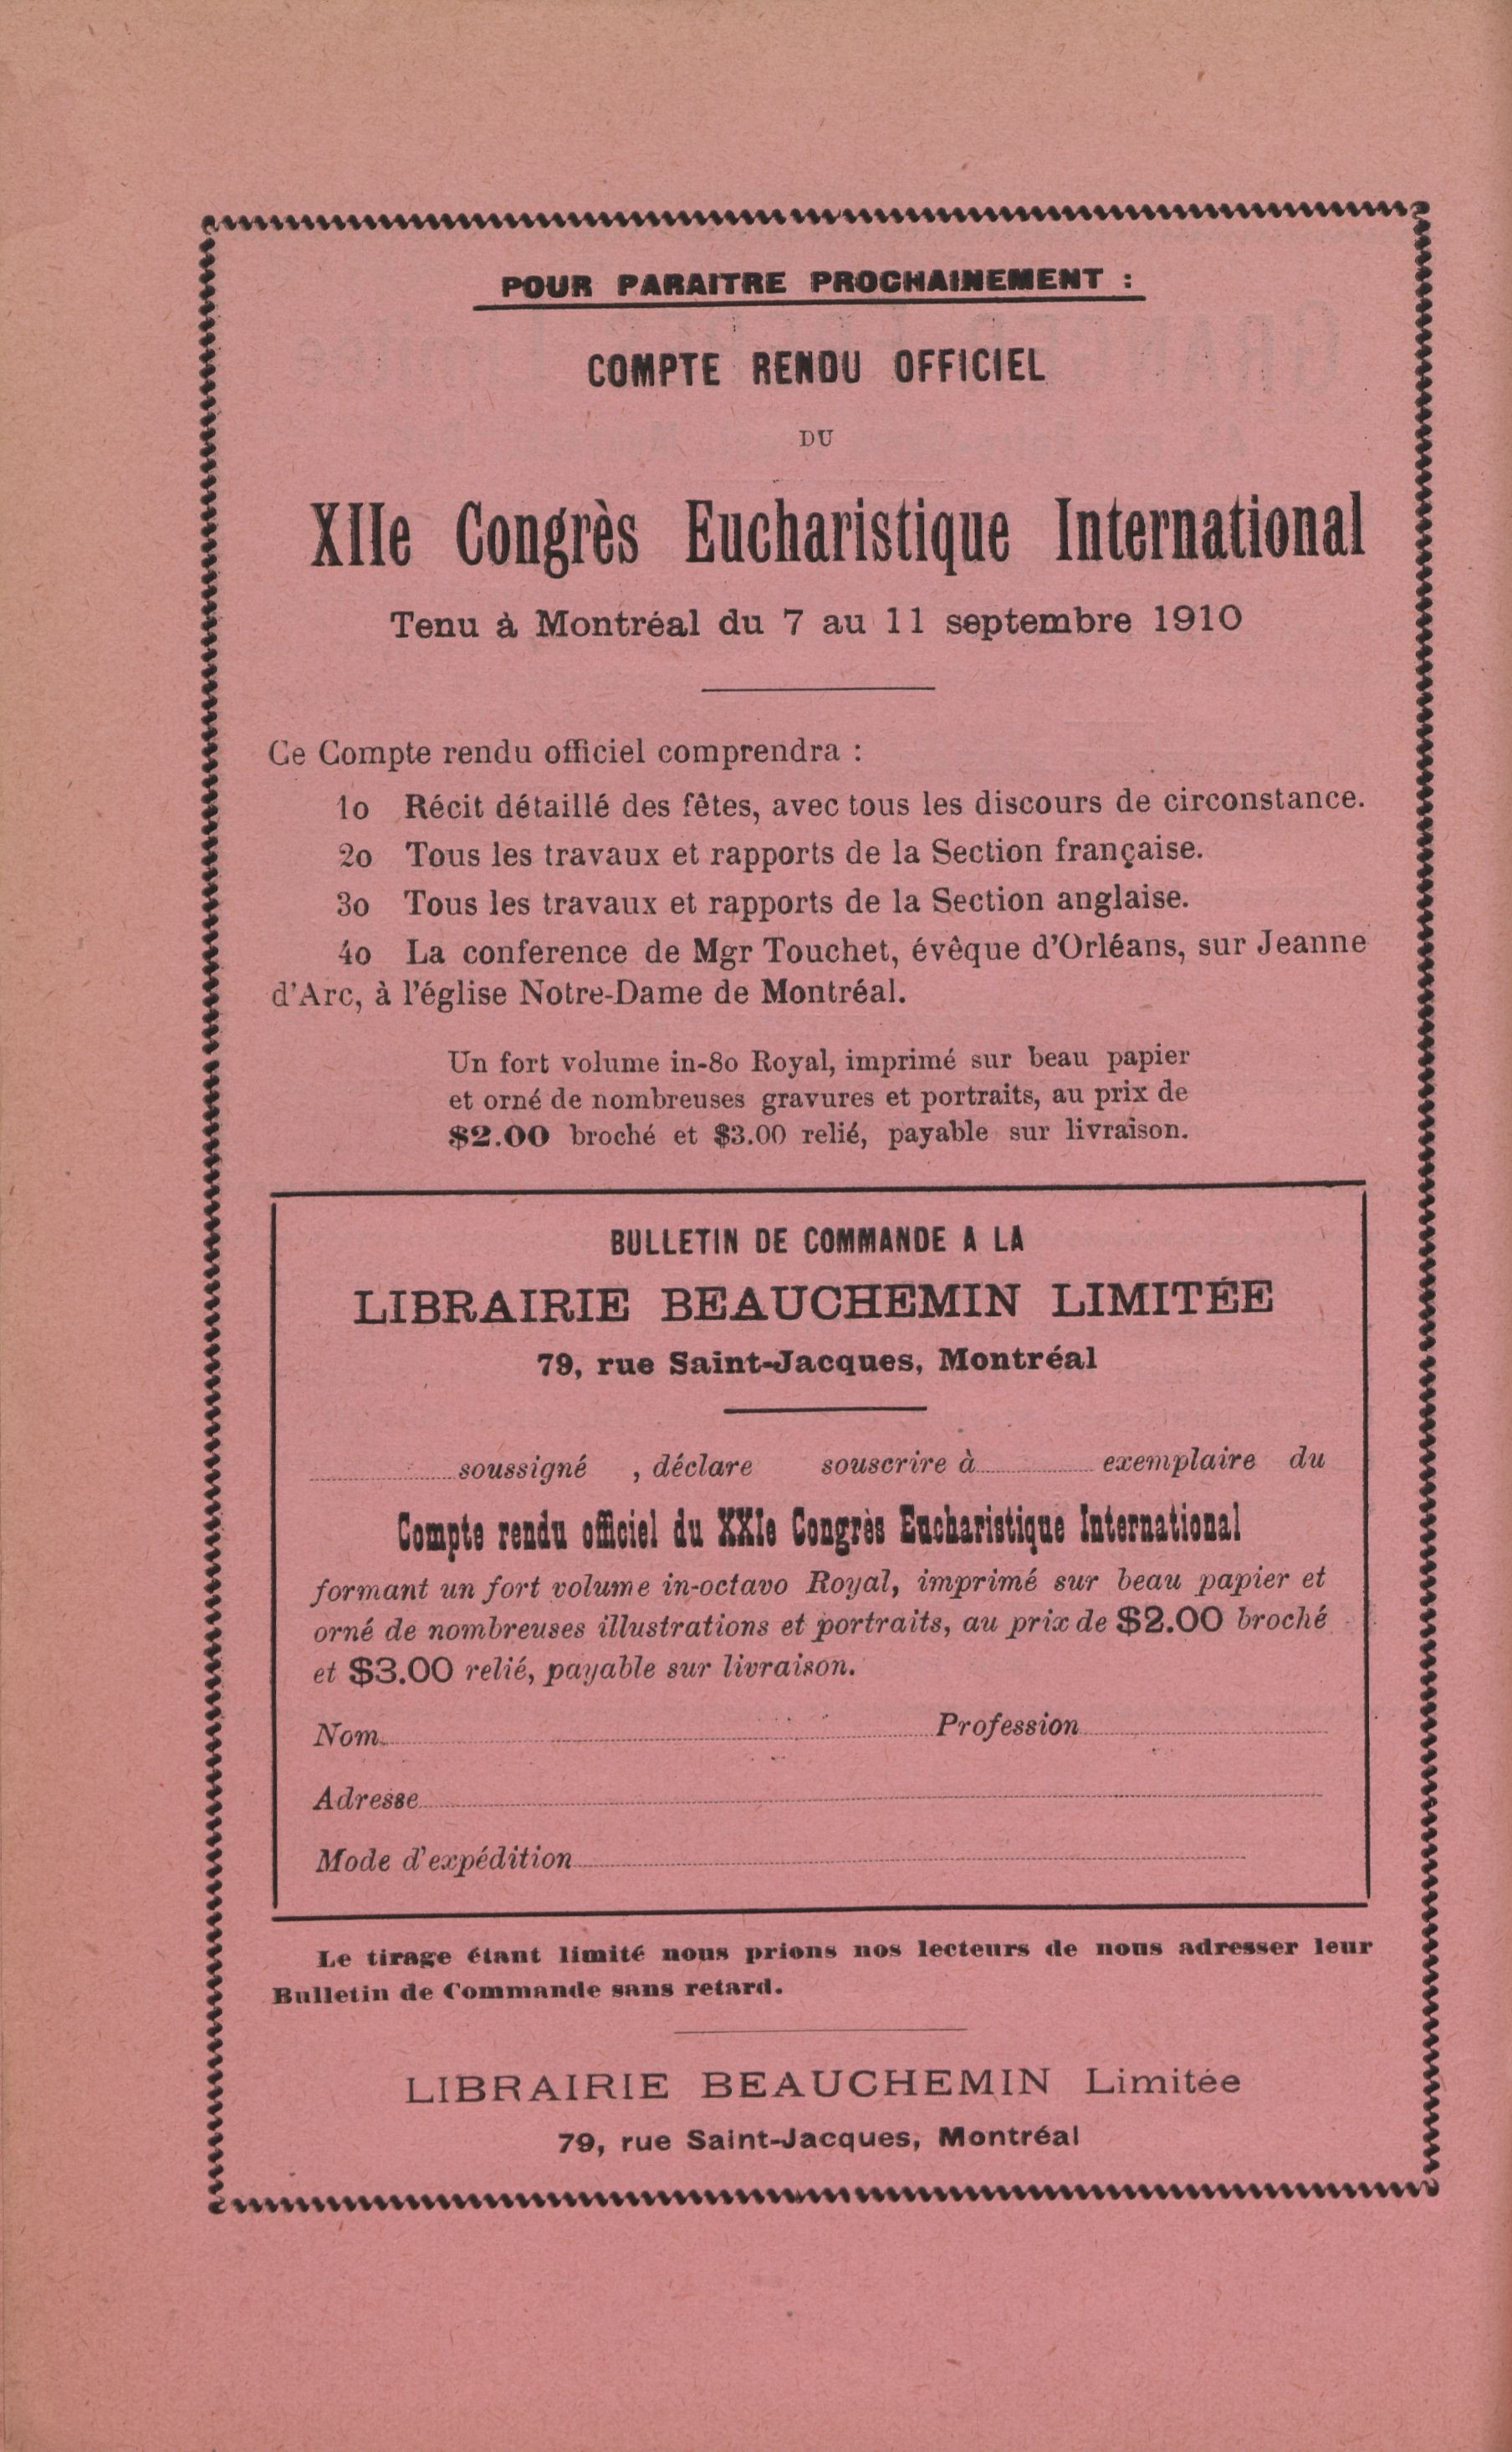 POUR PARAITRE PROCHAINEMENT :
COMPTE RENDU OFFICIEL
DU
XIIe Congrès Eucharistique International
Tenu à Montréal du 7 au 11 septembre 1910
Ce Compte rendu officiel comprendra :
1o Récit détaillé des fêtes, avec tous les discours de circonstance.
2o Tous les travaux et rapports de la Section française.
3o Tous les travaux et rapports de la Section anglaise.
4o La conference de Mgr Touchet, évêque d'Orléans, sur Jeanne
d'Arc, à l'église Notre-Dame de Montréal.
Un fort volume in-8o Royal, imprimé sur beau papier
et orné de nombreuses gravures et portraits, au prix de
$2.00 broché et $3.00 relié, payable sur livraison.
BULLETIN DE COMMANDE A LA
LIBRAIRIE BEAUCHEMIN LIMITÉE
79, rue Saint-Jacques, Montréal
soussigné , déclare souscrire à exemplaire du
Compte rendu officiel du XXIe Congrès Eucharistique International
formant un fort volume in-octavo Royal, imprimé sur beau papier et
orné de nombreuses illustrations et portraits, au prix de $2.00 broché
et $3.00 relié, payable sur livraison.
Nom Profession
Adresse
Mode d'expédition
Le tirage étant limité nous prions nos lecteurs de nous adresser leur
Bulletin de Commande sans retard.
LIBRAIRIE BEAUCHEMIN Limitée
79, rue Saint-Jacques, Montréal